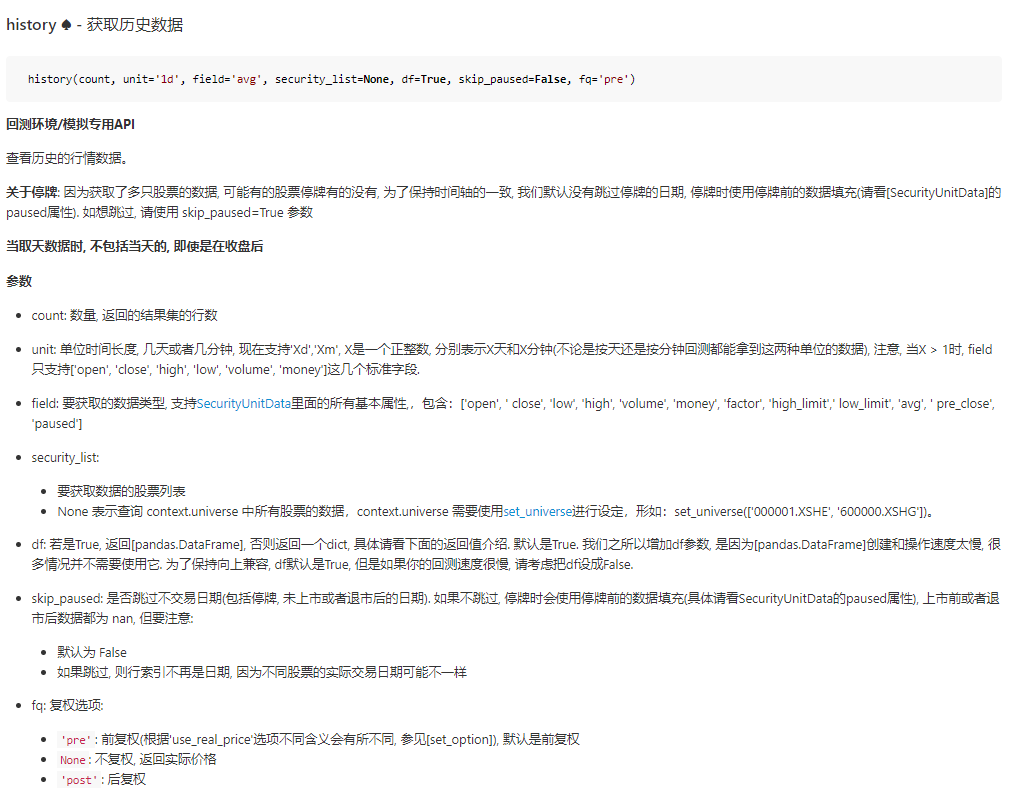 history ♠ - 获取历史数据
history(count, unit='1d', field='avg', security_list=None, df=True, skip_paused=False, fq='pre')
回测环境/模拟专用API
查看历史的行情数据。
关于停牌: 因为获取了多只股票的数据, 可能有的股票停牌有的没有, 为了保持时间轴的一致, 我们默认没有跳过停牌的日期, 停牌时使用停牌前的数据填充(请看[SecurityUnitData]的
paused属性). 如想跳过, 请使用 skip_paused=True 参数
当取天数据时, 不包括当天的, 即使是在收盘后
参数
count: 数量, 返回的结果集的行数
unit: 单位时间长度, 几天或者几分钟, 现在支持'Xd','Xm', X是一个正整数, 分别表示X天和X分钟(不论是按天还是按分钟回测都能拿到这两种单位的数据), 注意, 当X > 1时, field
只支持['open', 'close', 'high', 'low', 'volume', 'money']这几个标准字段.
field: 要获取的数据类型, 支持SecurityUnitData里面的所有基本属性,，包含：['open', ' close', 'low', 'high', 'volume', 'money', 'factor', 'high_limit',' low_limit', 'avg', ' pre_close',
'paused']
security_list:
要获取数据的股票列表
None 表示查询 context.universe 中所有股票的数据，context.universe 需要使用set_universe进行设定，形如：set_universe(['000001.XSHE', '600000.XSHG'])。
df: 若是True, 返回[pandas.DataFrame], 否则返回一个dict, 具体请看下面的返回值介绍. 默认是True. 我们之所以增加df参数, 是因为[pandas.DataFrame]创建和操作速度太慢, 很
多情况并不需要使用它. 为了保持向上兼容, df默认是True, 但是如果你的回测速度很慢, 请考虑把df设成False.
skip_paused: 是否跳过不交易日期(包括停牌, 未上市或者退市后的日期). 如果不跳过, 停牌时会使用停牌前的数据填充(具体请看SecurityUnitData的paused属性), 上市前或者退
市后数据都为 nan, 但要注意:
默认为 False
如果跳过, 则行索引不再是日期, 因为不同股票的实际交易日期可能不一样
fq: 复权选项:
'pre' : 前复权(根据'use_real_price'选项不同含义会有所不同, 参见[set_option]), 默认是前复权
None : 不复权, 返回实际价格
'post' : 后复权